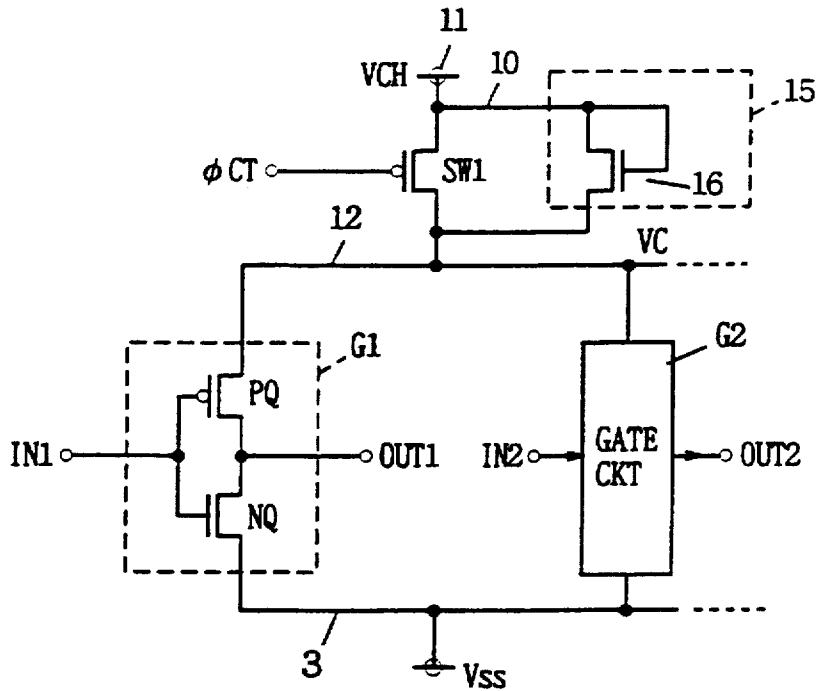 11
VCH
10
15
φCT
SW1
16
12
VC
G1
G2
PQ
IN1
OUT1
IN2
GATE
CKT
OUT2
NQ
3
Vss